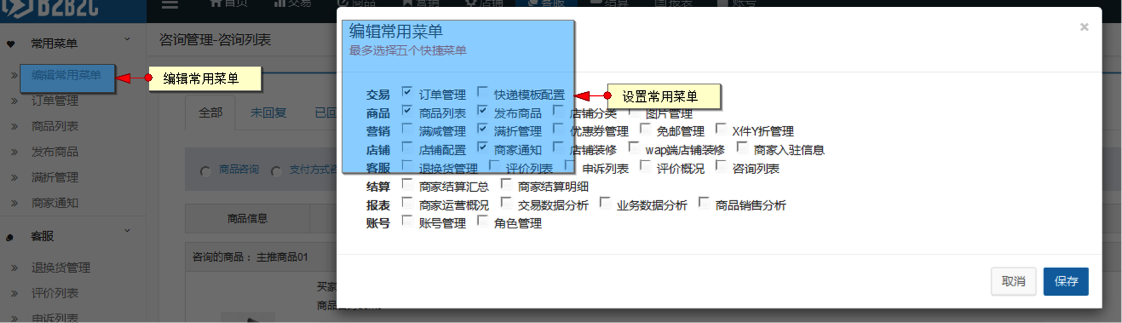 B2B2C
首页 交易 商品 营销 店铺 客服 结算 报表 账号
常用菜单
编辑常用菜单
订单管理
商品列表
发布商品
满折管理
商家通知
客服
退换货管理
评价列表
申诉列表
编辑常用菜单
咨询管理-咨询列表
全部 未回复 已回
商品咨询 支付方式咨
商品信息
咨询的商品： 主推商品01
买家
商品
编辑常用菜单
×
最多选择五个快捷菜单
设置常用菜单
交易 订单管理 快递模板配置
商品 商品列表 发布商品 店铺分类 图片管理
营销 满减管理 满折管理 优惠券管理 免邮管理 X件Y折管理
店铺 店铺配置 商家通知 店铺装修 wap端店铺装修 商家入驻信息
客服 退换货管理 评价列表 申诉列表 评价概况 咨询列表
结算 商家结算汇总 商家结算明细
报表 商家运营概况 交易数据分析 业务数据分析 商品销售分析
账号 账号管理 角色管理
取消 保存